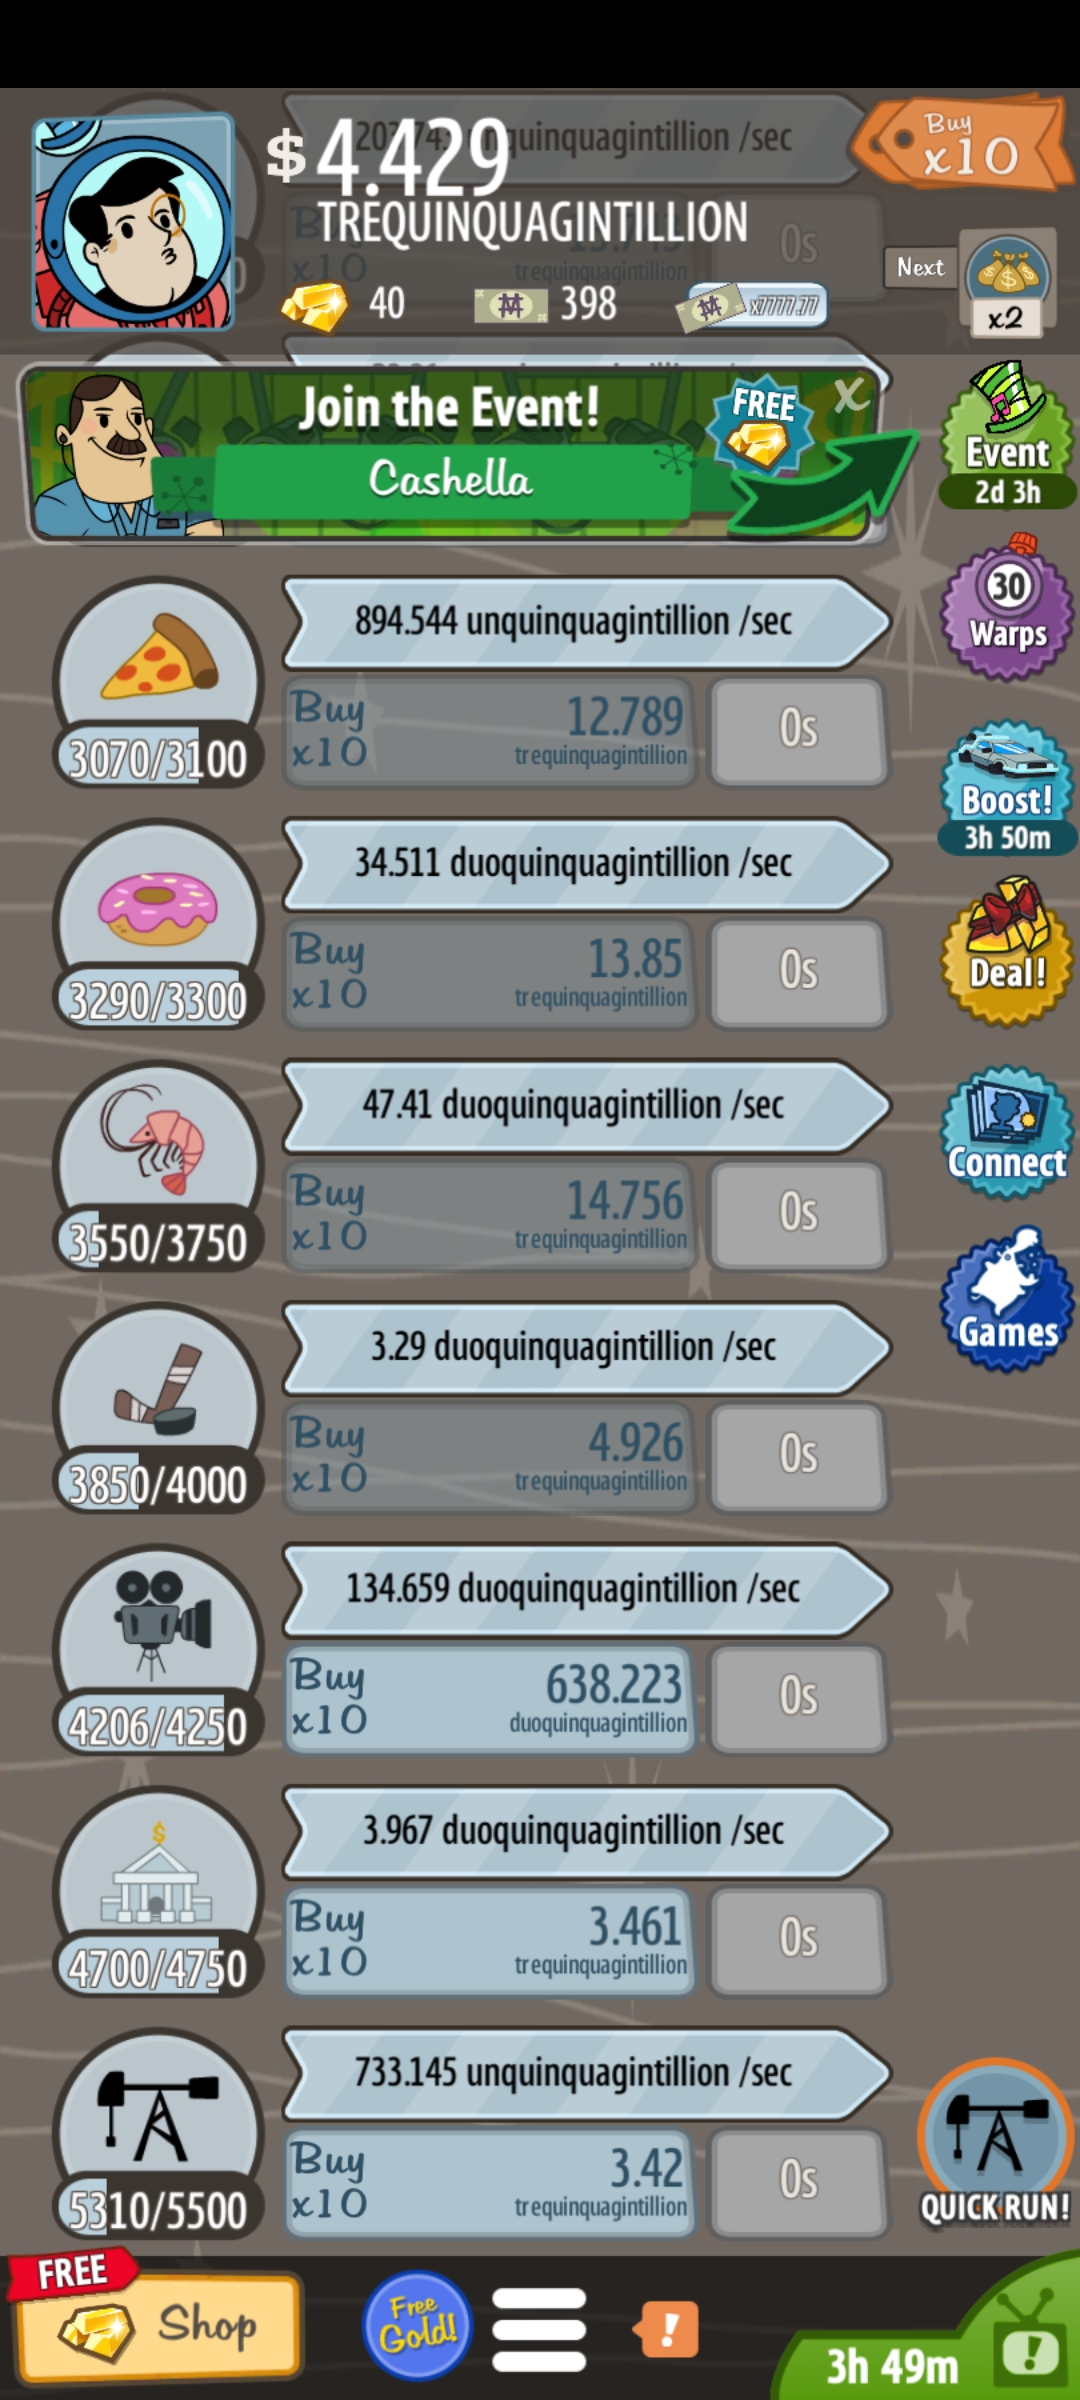 $ 4.429
TREQUINQUAGINTILLION
unquinquagintillion /sec
Buy
x10
0s
trequinquagintillion
Buy
x10
Next
x2
40
398
x7777.77
Join the Event!
FREE
X
Cashella
Event
2d 3h
894.544 unquinquagintillion /sec
Buy
x10
12.789
trequinquagintillion
0s
3070/3100
30
Warps
34.511 duoquinquagintillion /sec
Buy
x10
13.85
trequinquagintillion
0s
3290/3300
Boost!
3h 50m
Deal!
47.41 duoquinquagintillion /sec
Buy
x10
14.756
trequinquagintillion
0s
3550/3750
Connect
3.29 duoquinquagintillion /sec
Buy
x10
4.926
trequinquagintillion
0s
3850/4000
Games
134.659 duoquinquagintillion /sec
Buy
x10
638.223
duoquinquagintillion
0s
4206/4250
$
3.967 duoquinquagintillion /sec
Buy
x10
3.461
trequinquagintillion
0s
4700/4750
733.145 unquinquagintillion /sec
Buy
x10
3.42
trequinquagintillion
0s
5310/5500
QUICK RUN!
FREE
Shop
Free
Gold!
!
3h 49m
!